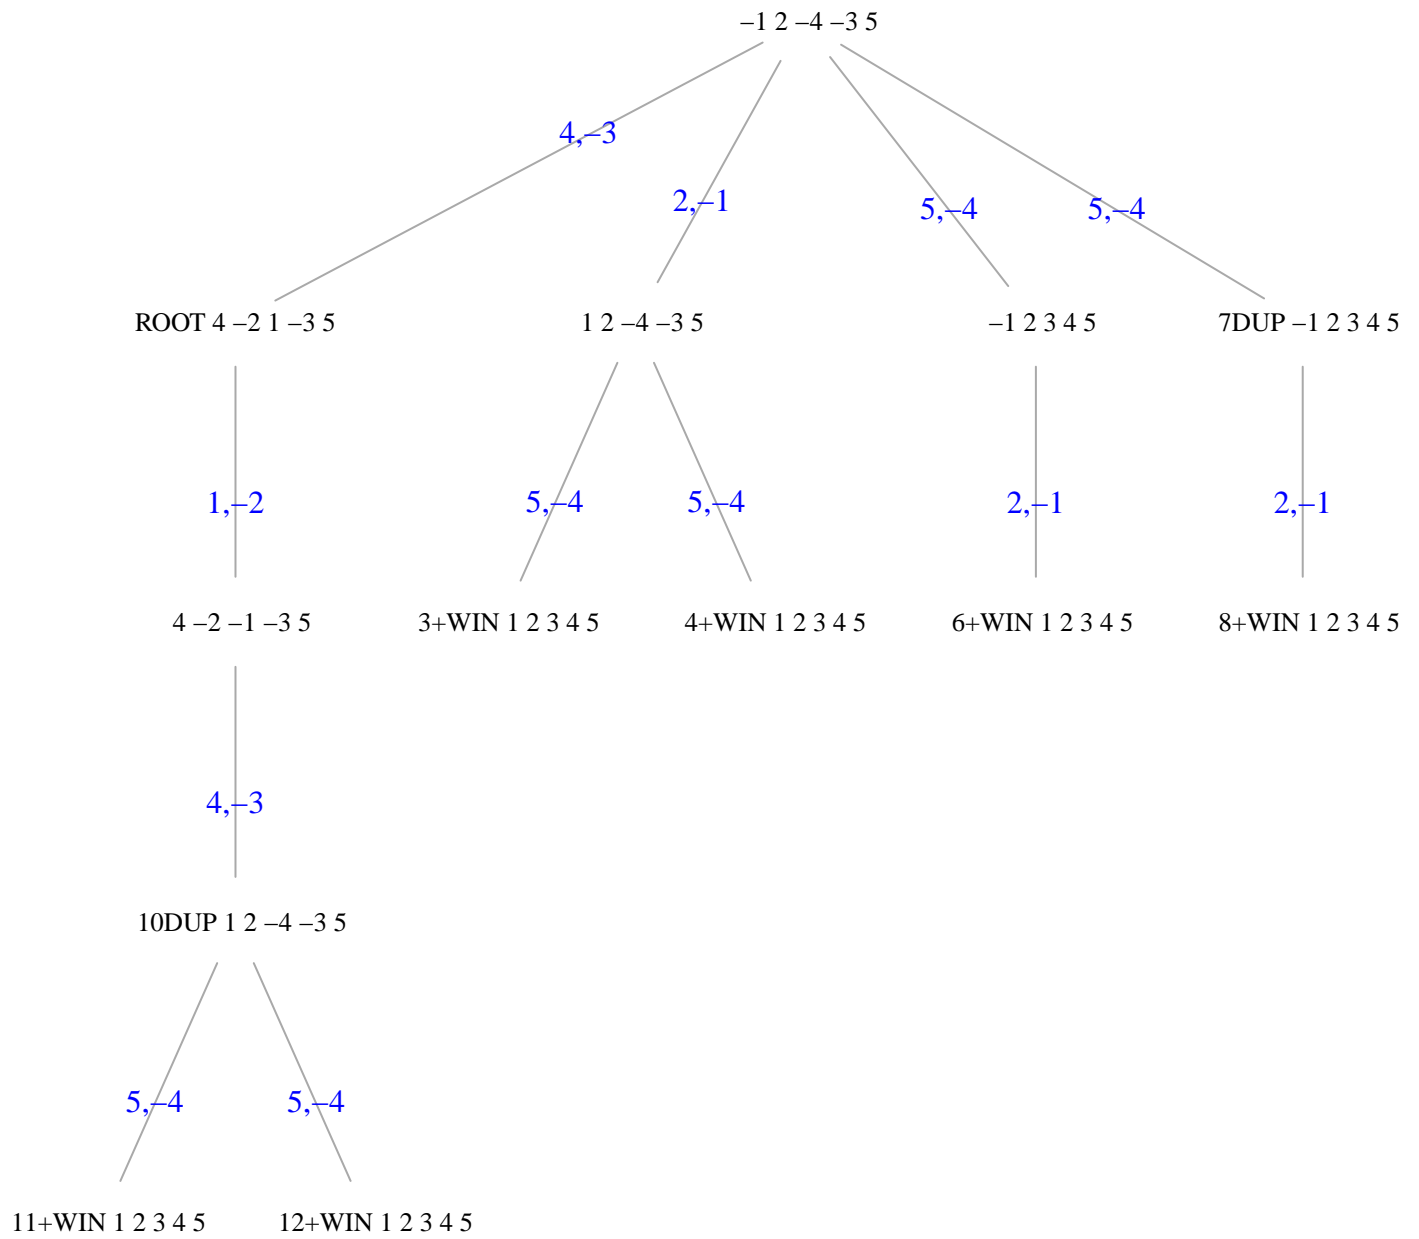 –1 2 –4 –3 5
4,–3
2,–1
5,–4
5,–4
ROOT 4 –2 1 –3 5
1 2 –4 –3 5
–1 2 3 4 5
7DUP –1 2 3 4 5
1,–2
5,–4
5,–4
2,–1
2,–1
4 –2 –1 –3 5
3+WIN 1 2 3 4 5
4+WIN 1 2 3 4 5
6+WIN 1 2 3 4 5
8+WIN 1 2 3 4 5
4,–3
10DUP 1 2 –4 –3 5
5,–4
5,–4
11+WIN 1 2 3 4 5
12+WIN 1 2 3 4 5